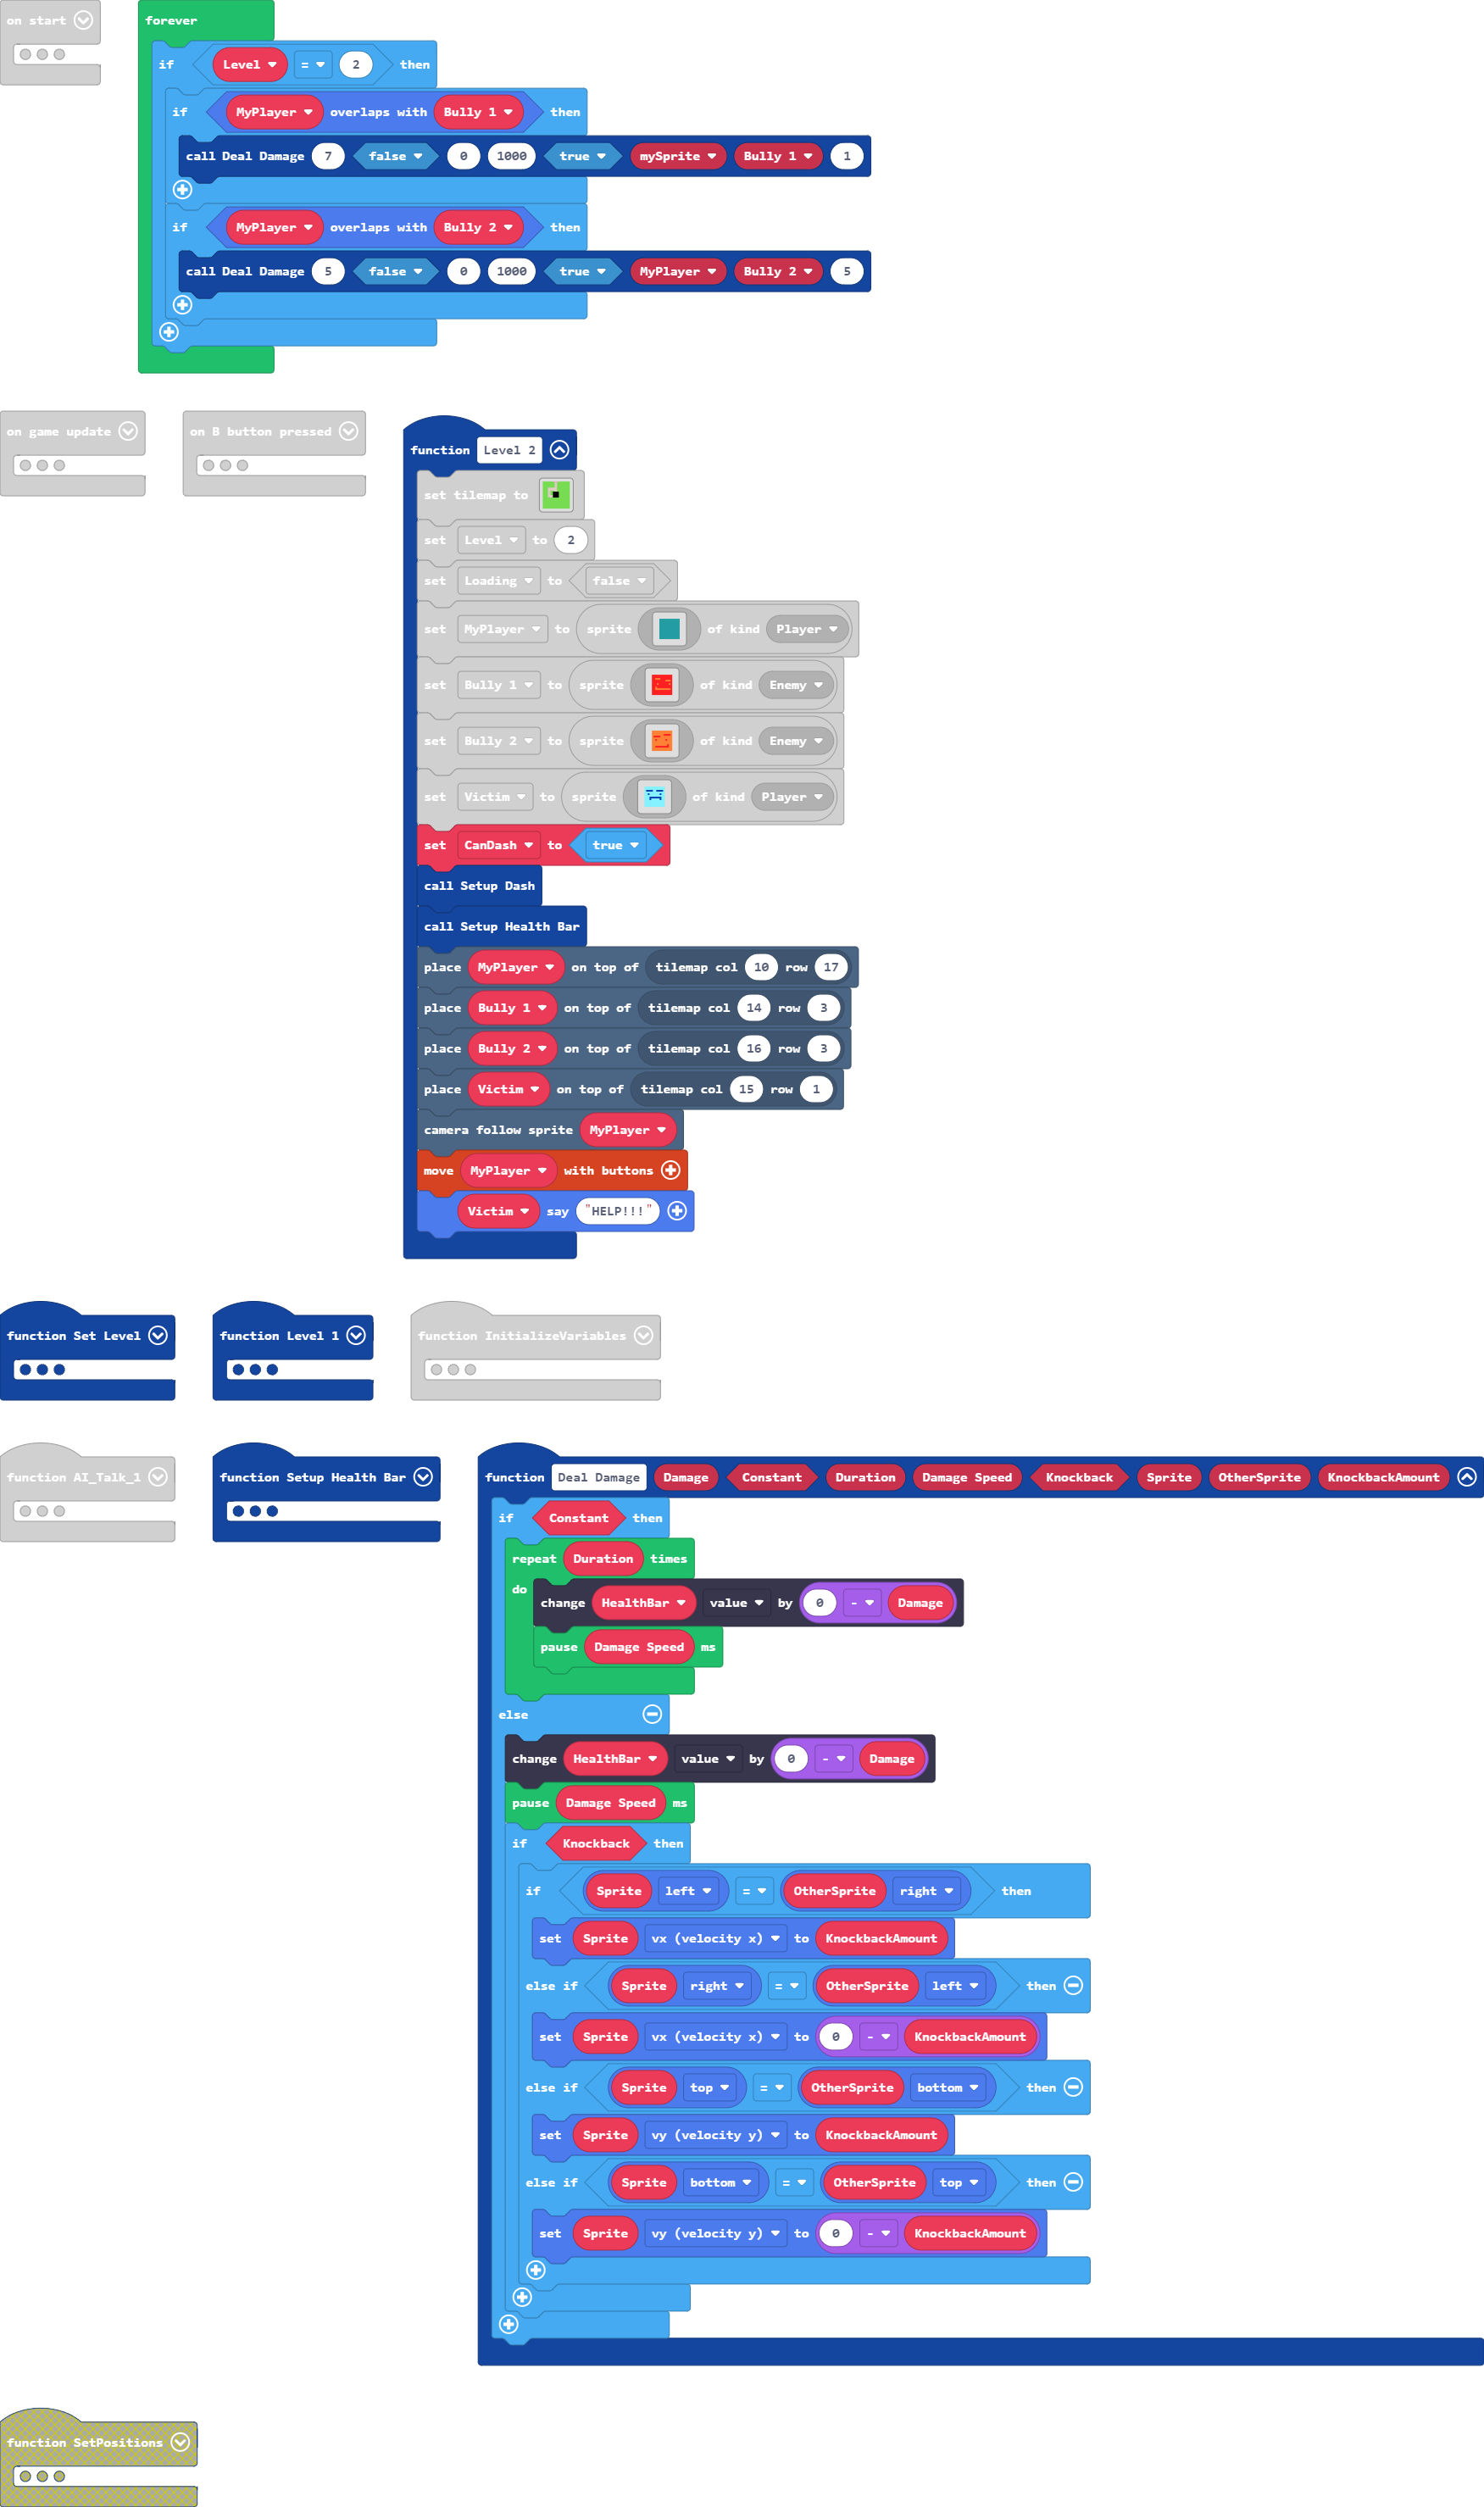 on start
forever
if Level = 2 then
if MyPlayer overlaps with Bully 1 then
call Deal Damage 7 false 0 1000 true mySprite Bully 1 1
if MyPlayer overlaps with Bully 2 then
call Deal Damage 5 false 0 1000 true MyPlayer Bully 2 5
on game update
on B button pressed
function Level 2
set tilemap to
set Level to 2
set Loading to false
set MyPlayer to sprite of kind Player
set Bully 1 to sprite of kind Enemy
set Bully 2 to sprite of kind Enemy
set Victim to sprite of kind Player
set CanDash to true
call Setup Dash
call Setup Health Bar
place MyPlayer on top of tilemap col 10 row 17
place Bully 1 on top of tilemap col 14 row 3
place Bully 2 on top of tilemap col 16 row 3
place Victim on top of tilemap col 15 row 1
camera follow sprite MyPlayer
move MyPlayer with buttons
Victim say "HELP!!!"
function Set Level
function Level 1
function InitializeVariables
function AI_Talk_1
function Setup Health Bar
function Deal Damage Damage Constant Duration Damage Speed Knockback Sprite OtherSprite KnockbackAmount
if Constant then
repeat Duration times
do
change HealthBar value by 0 - Damage
pause Damage Speed ms
else
change HealthBar value by 0 - Damage
pause Damage Speed ms
if Knockback then
if Sprite left = OtherSprite right then
set Sprite vx (velocity x) to KnockbackAmount
else if Sprite right = OtherSprite left then
set Sprite vx (velocity x) to 0 - KnockbackAmount
else if Sprite top = OtherSprite bottom then
set Sprite vy (velocity y) to KnockbackAmount
else if Sprite bottom = OtherSprite top then
set Sprite vy (velocity y) to 0 - KnockbackAmount
function SetPositions